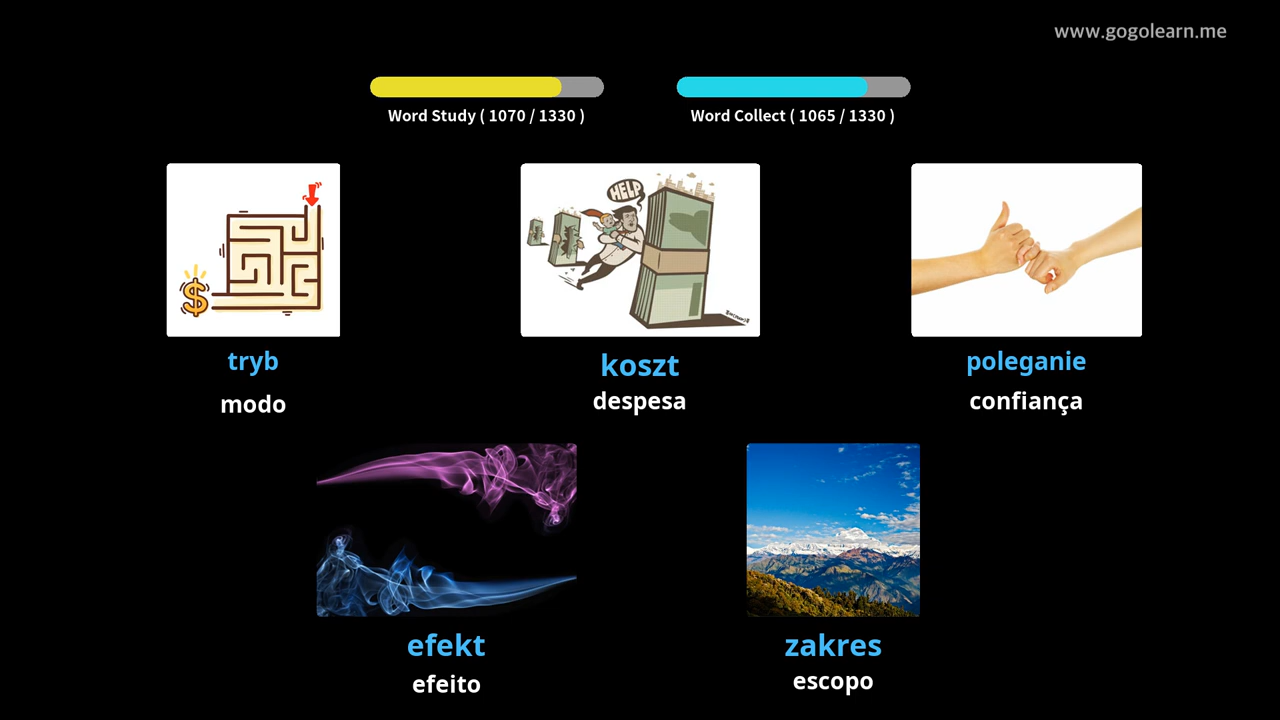 www.gogolearn.me
Word Study ( 1070 / 1330 )
Word Collect ( 1065 / 1330 )
HELP
tryb
modo
koszt
despesa
poleganie
confiança
efekt
efeito
zakres
escopo